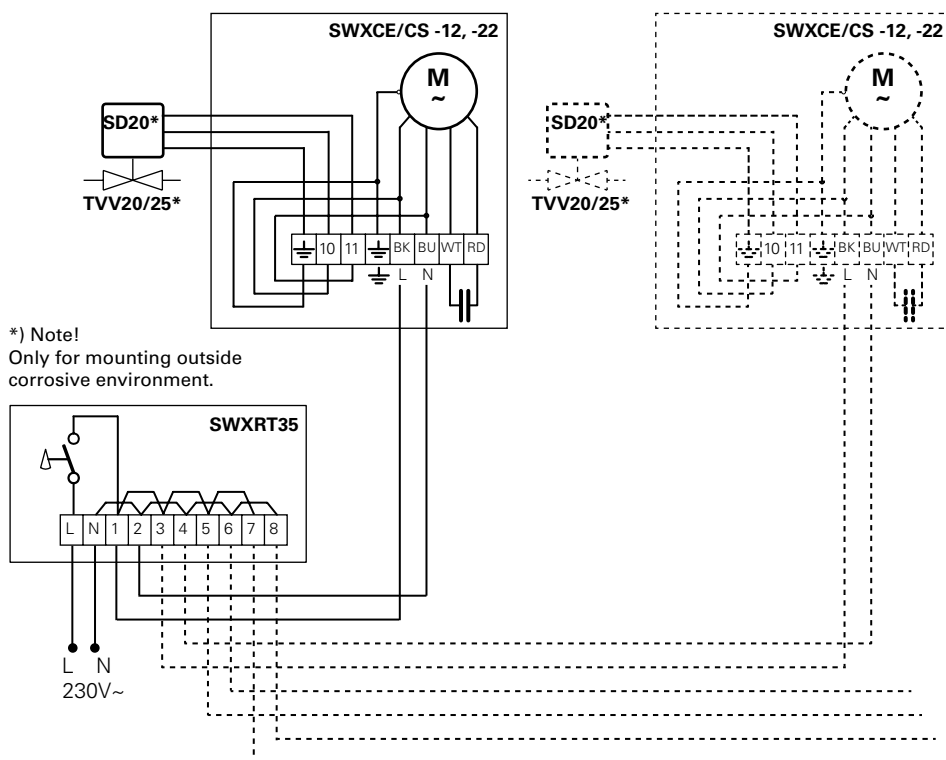 SWXCE/CS -12, -22
M
~
SD20*
TVV20/25*
10 11 BK BU WT RD
L N
SWXCE/CS -12, -22
M
~
SD20*
TVV20/25*
10 11 BK BU WT RD
L N
*) Note!
Only for mounting outside
corrosive environment.
SWXRT35
L N 1 2 3 4 5 6 7 8
L N
230V~